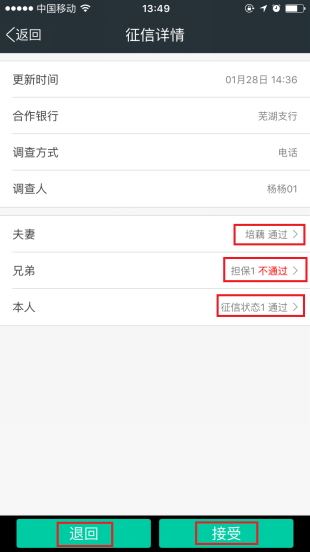 中国移动 13:49
返回 征信详情
更新时间 01月28日 14:36
合作银行 芜湖支行
调查方式 电话
调查人 杨杨01
夫妻 培藕 通过
兄弟 担保1 不通过
本人 征信状态1 通过
退回 接受